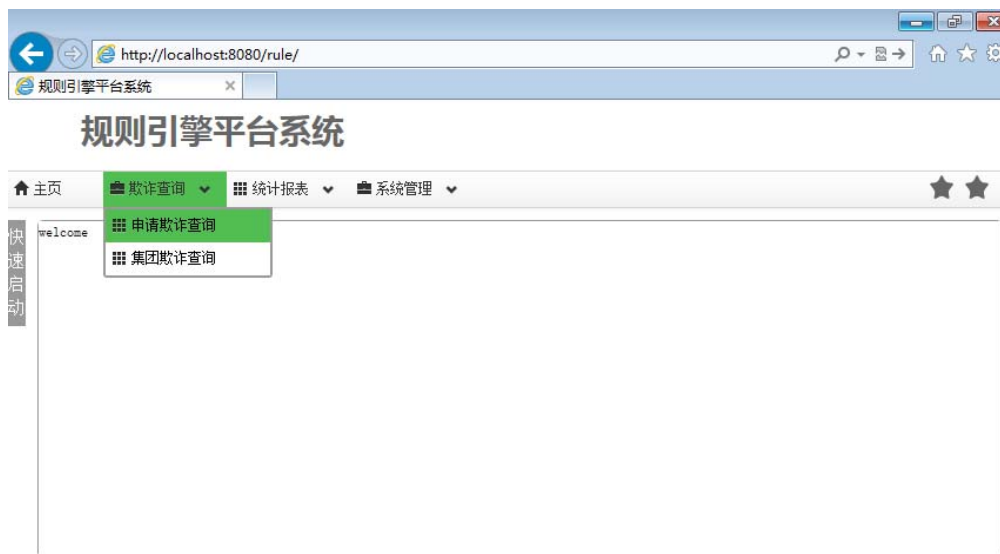 http://localhost:8080/rule/
规则引擎平台系统
规则引擎平台系统
主页 欺诈查询 统计报表 系统管理
申请欺诈查询
集团欺诈查询
快速启动
welcome